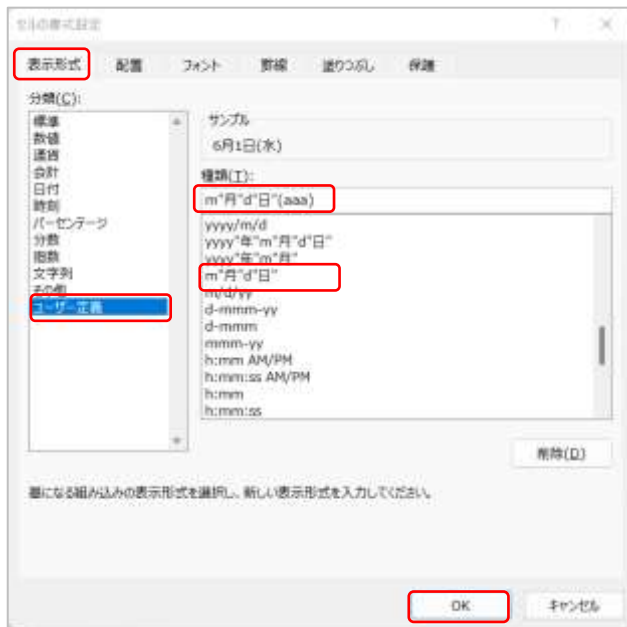 セルの書式設定 ? ×
表示形式 配置 フォント 罫線 塗りつぶし 保護
分類(C):
標準
数値
通貨
会計
日付
時刻
パーセンテージ
分数
指数
文字列
その他
ユーザー定義
サンプル
6月1日(水)
種類(T):
m"月"d"日"(aaa)
yyyy/m/d
yyyy"年"m"月"d"日"
yyyy"年"m"月"
m"月"d"日"
m/d/yy
d-mmm-yy
d-mmm
mmm-yy
h:mm AM/PM
h:mm:ss AM/PM
h:mm
h:mm:ss
削除(D)
基になる組み込みの表示形式を選択し、新しい表示形式を入力してください。
OK キャンセル